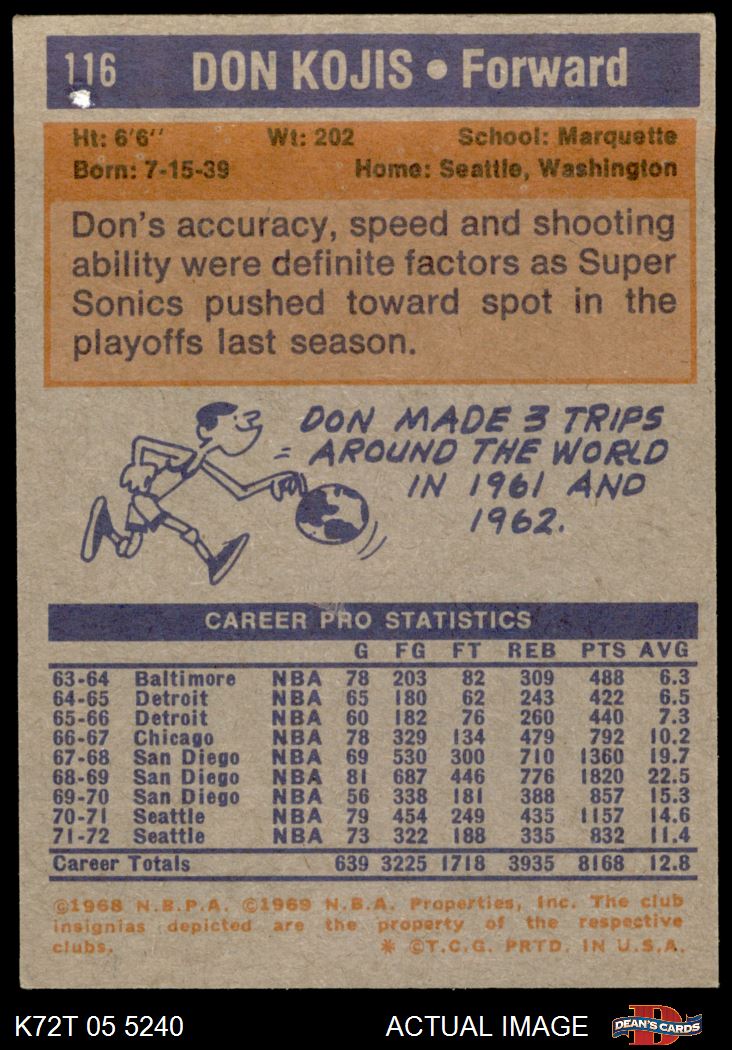 116 DON KOJIS • Forward
Ht: 6'6'' Wt: 202 School: Marquette
Born: 7-15-39 Home: Seattle, Washington
Don's accuracy, speed and shooting
ability were definite factors as Super
Sonics pushed toward spot in the
playoffs last season.
DON MADE 3 TRIPS
AROUND THE WORLD
IN 1961 AND
1962.
CAREER PRO STATISTICS
G FG FT REB PTS AVG
63-64 Baltimore NBA 78 203 82 309 488 6.3
64-65 Detroit NBA 65 180 62 243 422 6.5
65-66 Detroit NBA 60 182 76 260 440 7.3
66-67 Chicago NBA 78 329 134 479 792 10.2
67-68 San Diego NBA 69 530 300 710 1360 19.7
68-69 San Diego NBA 81 687 446 776 1820 22.5
69-70 San Diego NBA 56 338 181 388 857 15.3
70-71 Seattle NBA 79 454 249 435 1157 14.6
71-72 Seattle NBA 73 322 188 335 832 11.4
Career Totals 639 3225 1718 3935 8168 12.8
©1968 N.B.P.A. ©1969 N.B.A. Properties, Inc. The club
insignias depicted are the property of the respective
clubs. * ©T.C.G. PRTD. IN U.S.A.
K72T 05 5240 ACTUAL IMAGE DEAN'S CARDS